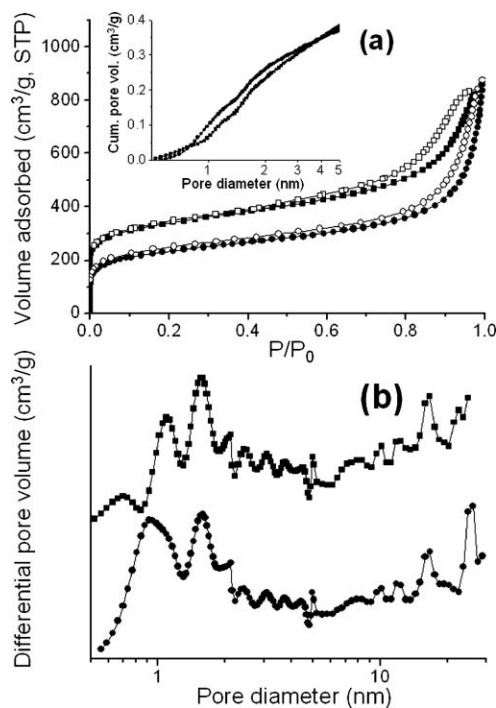 (a)
Volume adsorbed (cm³/g, STP)
1000
800
600
400
200
0
0.0 0.2 0.4 0.6 0.8 1.0
P/P₀
Cum. pore vol. (cm³/g)
0.4
0.3
0.2
0.1
0.0
1 2 3 4 5
Pore diameter (nm)
(b)
Differential pore volume (cm³/g)
1 10
Pore diameter (nm)